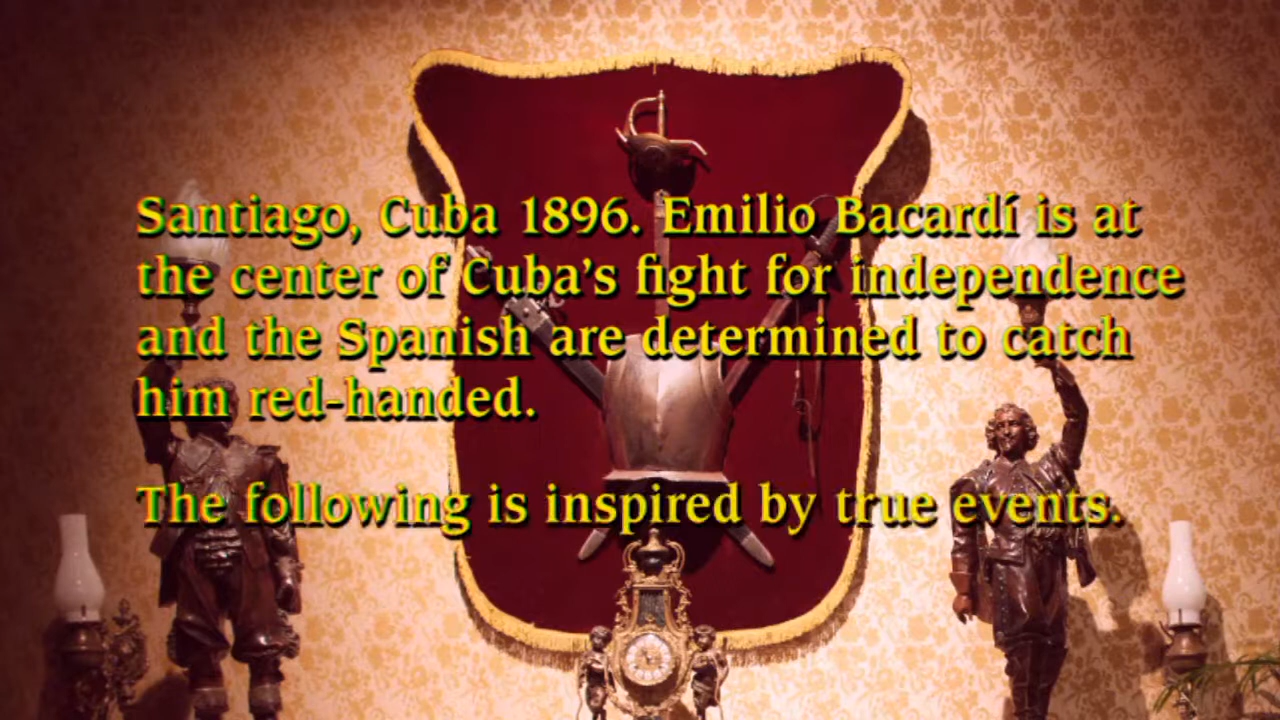 Santiago, Cuba 1896. Emilio Bacardí is at
the center of Cuba's fight for independence
and the Spanish are determined to catch
him red-handed.
The following is inspired by true events.